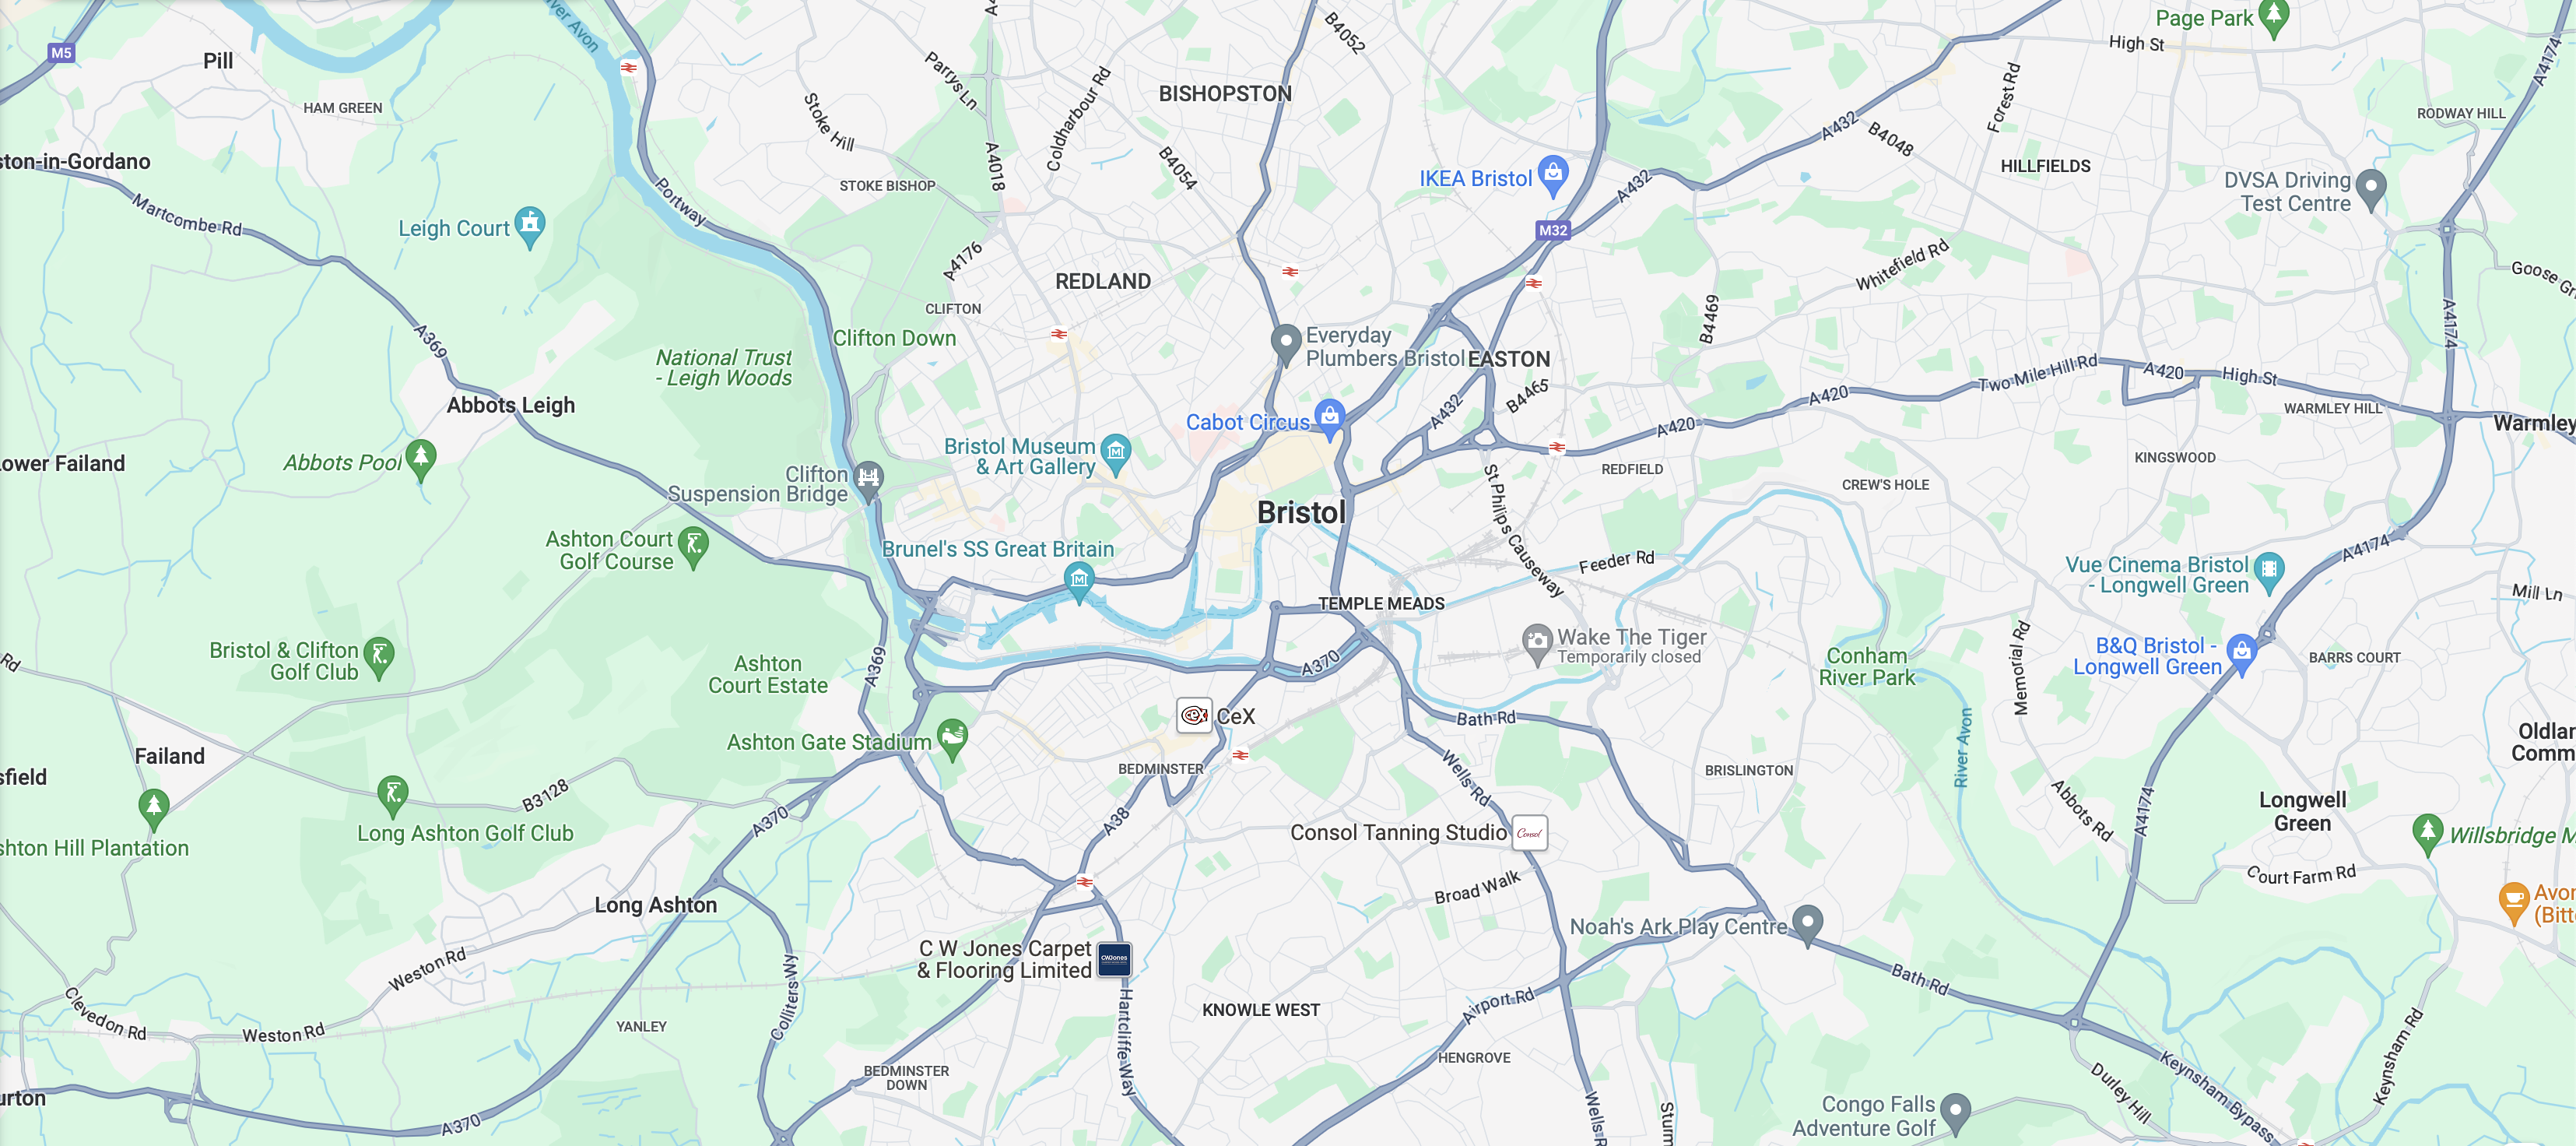 River Avon
M5
Pill
HAM GREEN
Parrys Ln
Stoke Hill
STOKE BISHOP
A4018
Coldharbour Rd
B4054
BISHOPSTON
B4052
IKEA Bristol
M32
A432
A432
B4048
Forest Rd
High St
Page Park
A4174
RODWAY HILL
HILLFIELDS
DVSA Driving
Test Centre
Whitefield Rd
B4469
A4174
Martcombe Rd
Portway
Leigh Court
A4176
REDLAND
CLIFTON
Clifton Down
A369
National Trust
- Leigh Woods
Abbots Leigh
Everyday
Plumbers Bristol
EASTON
B4465
A432
Cabot Circus
A420
A420
Two Mile Hill Rd
A420
High St
WARMLEY HILL
Warmley
KINGSWOOD
REDFIELD
CREW'S HOLE
Bristol Museum
& Art Gallery
Abbots Pool
Clifton
Suspension Bridge
Bristol
St Philips Causeway
Feeder Rd
Ashton Court
Golf Course
Brunel's SS Great Britain
TEMPLE MEADS
Wake The Tiger
Temporarily closed
A4174
Vue Cinema Bristol
- Longwell Green
Mill Ln
B&Q Bristol -
Longwell Green
BARRS COURT
Memorial Rd
Conham
River Park
River Avon
Bristol & Clifton
Golf Club
Rd
Ashton
Court Estate
A369
A370
CeX
Bath Rd
Ashton Gate Stadium
BEDMINSTER
Failand
B3128
Long Ashton Golf Club
A370
A38
Wells Rd
BRISLINGTON
Consol Tanning Studio
Consol
Broad Walk
Abbots Rd
A4174
Longwell
Green
Court Farm Rd
Long Ashton
Noah's Ark Play Centre
C W Jones Carpet
& Flooring Limited
CWJones
Weston Rd
Clevedon Rd
Weston Rd
YANLEY
Colliters Wy
Hartcliffe Way
KNOWLE WEST
Airport Rd
HENGROVE
Bath Rd
BEDMINSTER
DOWN
A370
Congo Falls
Adventure Golf
Durley Hill
Keynsham Bypass
Keynsham Rd